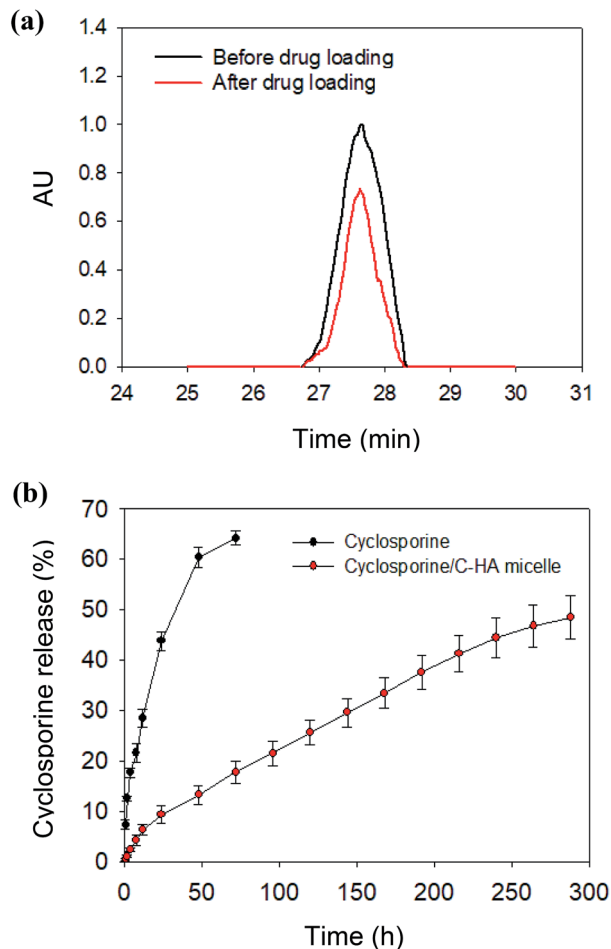 (a)
1.4
1.2
1.0
0.8
0.6
0.4
0.2
0.0
AU
Before drug loading
After drug loading
24 25 26 27 28 29 30 31
Time (min)
(b)
70
60
50
40
30
20
10
0
Cyclosporine release (%)
Cyclosporine
Cyclosporine/C-HA micelle
0 50 100 150 200 250 300
Time (h)